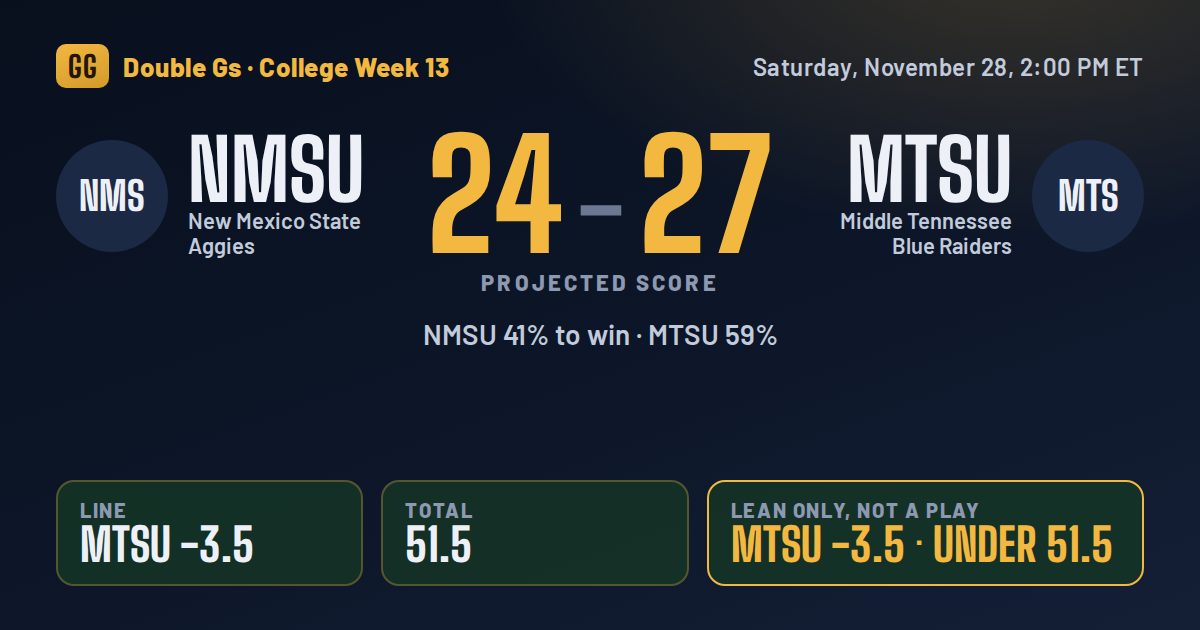 GG
Double Gs · College Week 13
Saturday, November 28, 2:00 PM ET
NMS
NMSU
New Mexico State
Aggies
24 – 27
PROJECTED SCORE
NMSU 41% to win · MTSU 59%
MTSU
Middle Tennessee
Blue Raiders
MTS
LINE
MTSU −3.5
TOTAL
51.5
LEAN ONLY, NOT A PLAY
MTSU −3.5 · UNDER 51.5